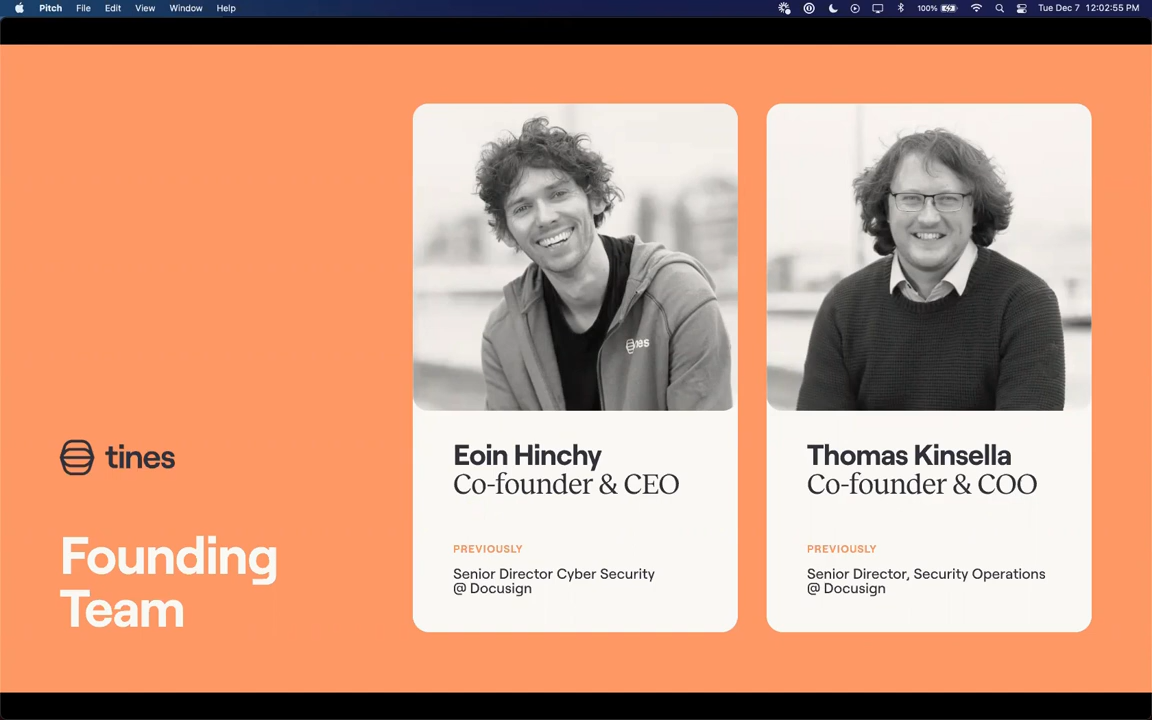 Pitch File Edit View Window Help 100% Tue Dec 7 12:02:55 PM
tines
Founding
Team
tines
Eoin Hinchy
Co-founder & CEO
PREVIOUSLY
Senior Director Cyber Security
@ Docusign
Thomas Kinsella
Co-founder & COO
PREVIOUSLY
Senior Director, Security Operations
@ Docusign